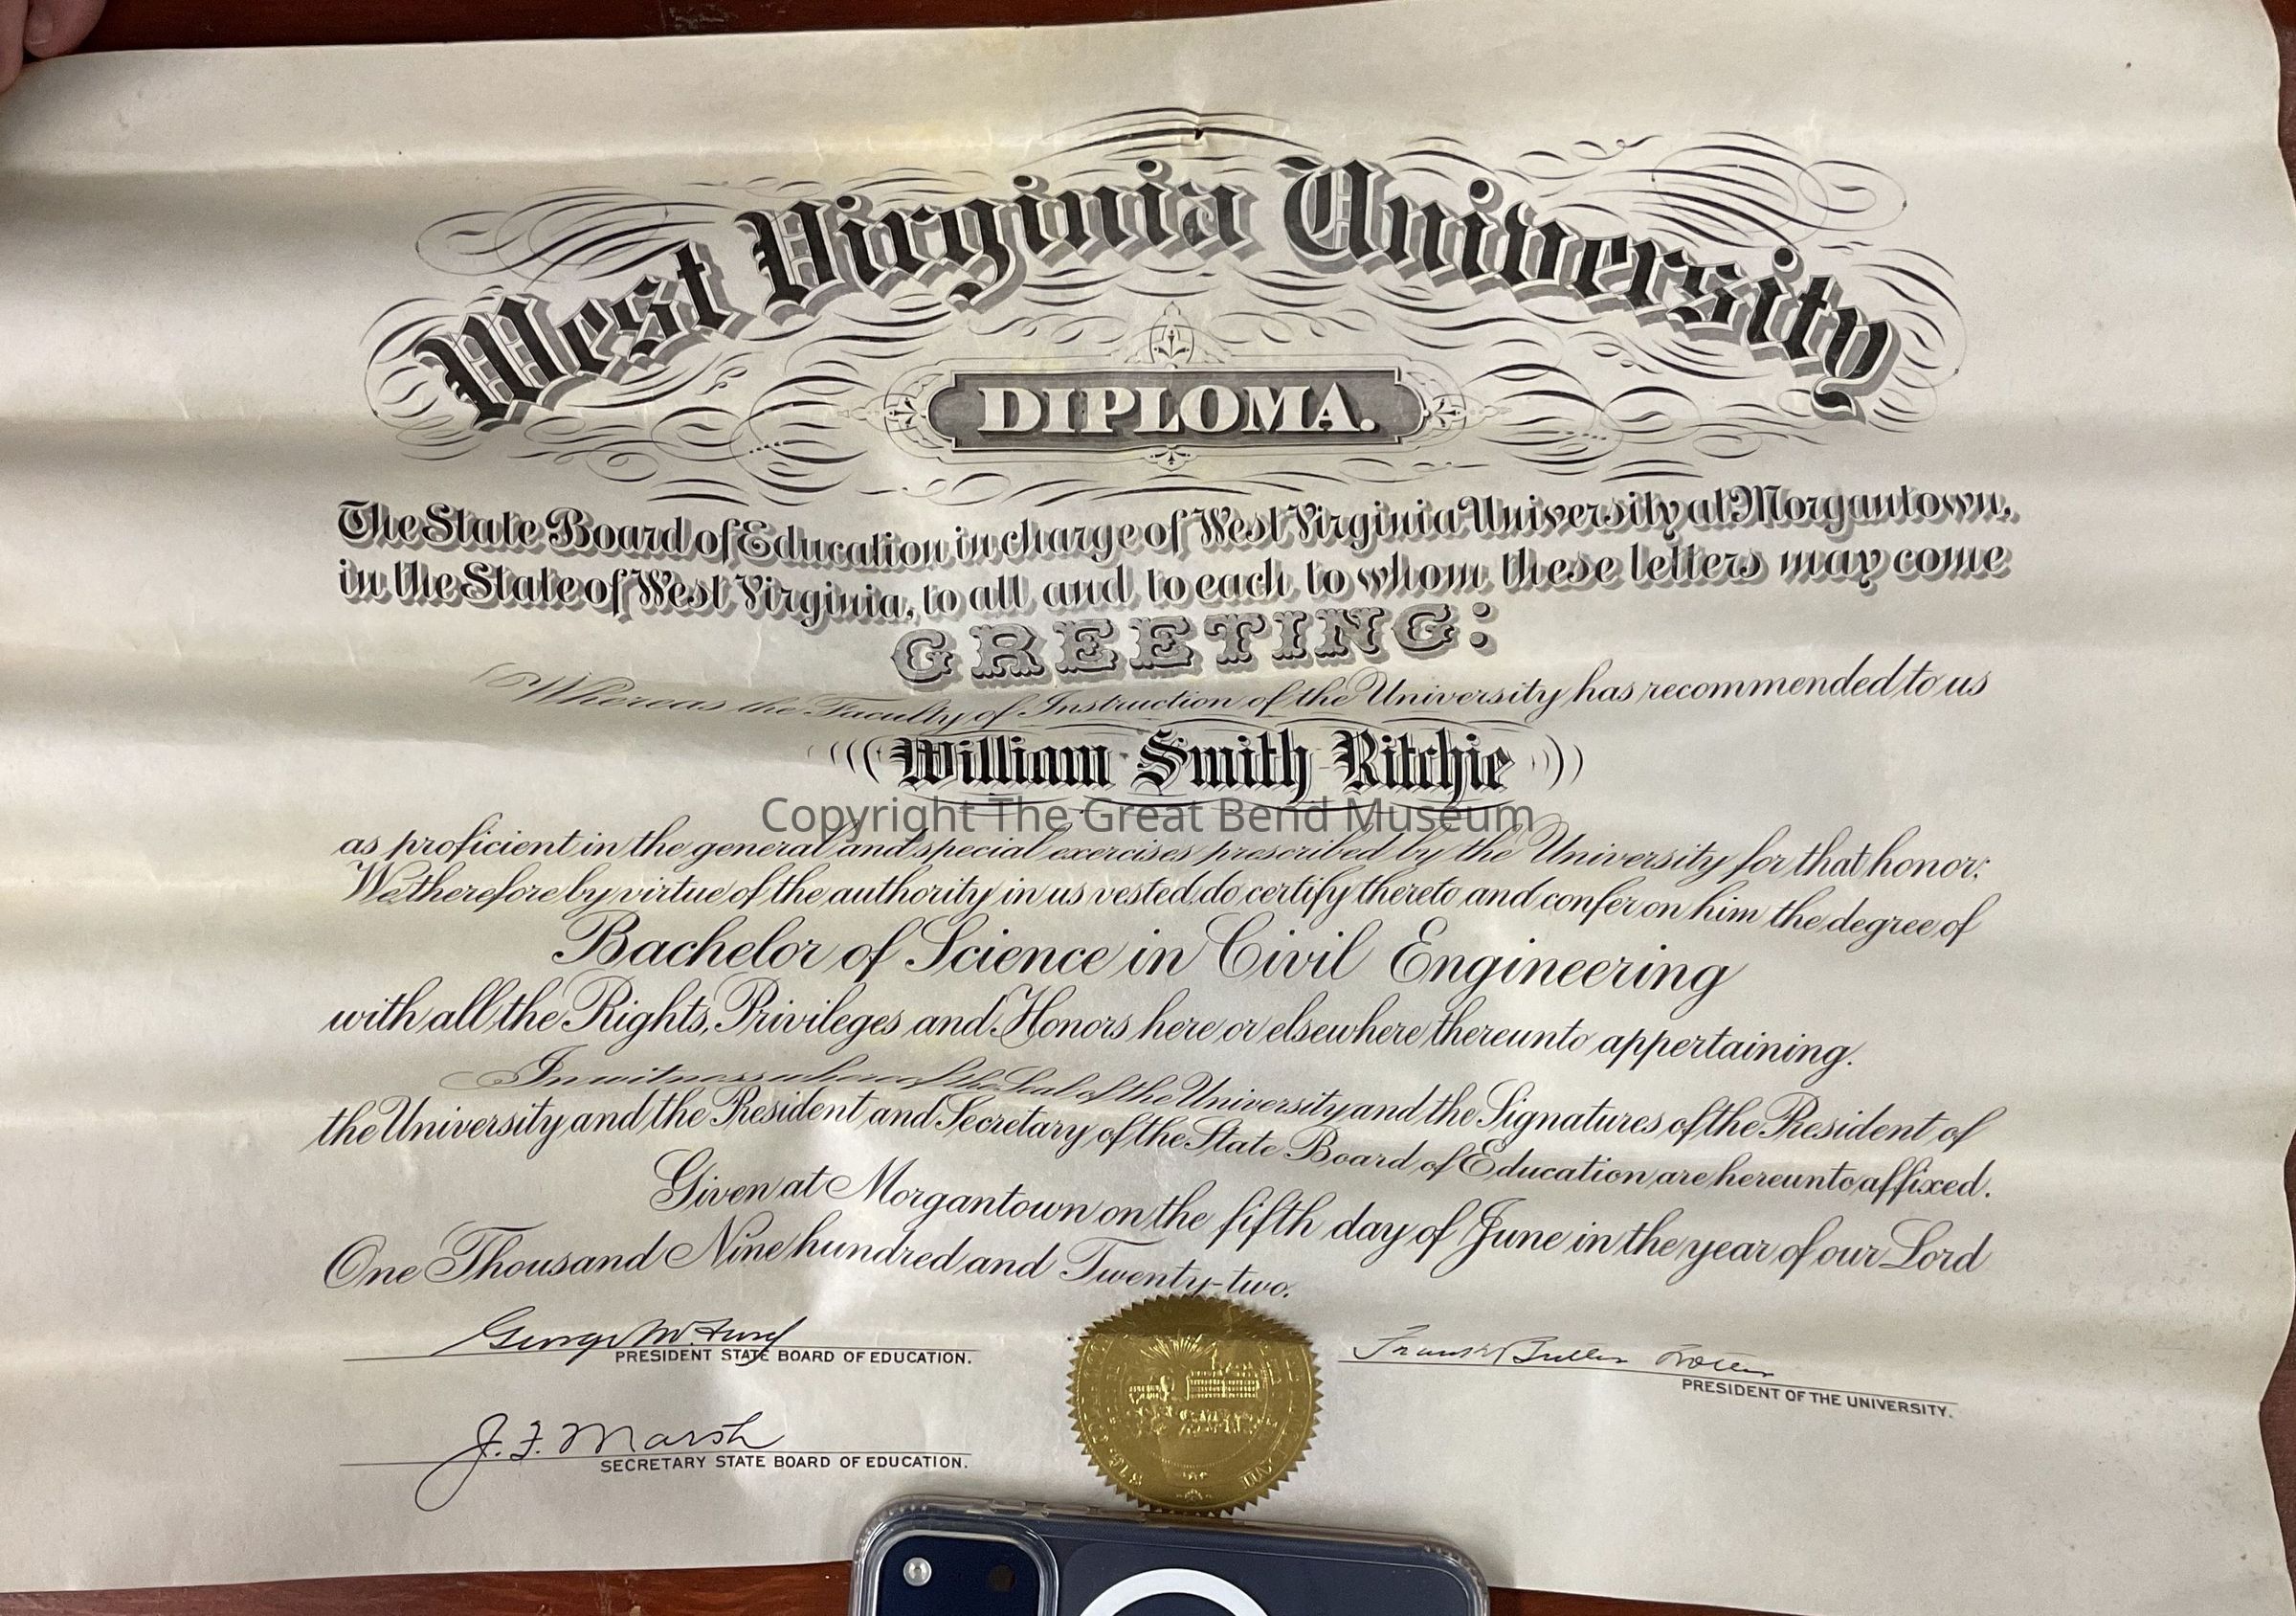 West Virginia University
DIPLOMA.
The State Board of Education in charge of West Virginia University at Morgantown,
in the State of West Virginia, to all and to each to whom these letters may come
GREETING:
Whereas the Faculty of Instruction of the University has recommended to us
William Smith Ritchie
Copyright The Great Bend Museum
as proficient in the general and special exercises prescribed by the University for that honor;
We therefore by virtue of the authority in us vested, do certify thereto and confer on him the degree of
Bachelor of Science in Civil Engineering
with all the Rights, Privileges and Honors here or elsewhere thereunto appertaining.
In witness whereof the Seal of the University and the Signatures of the President of
the University and the President and Secretary of the State Board of Education are hereunto affixed.
Given at Morgantown on the fifth day of June in the year of our Lord
One Thousand Nine hundred and Twenty-two.
George M. Ford
PRESIDENT STATE BOARD OF EDUCATION.
Frank Butler Trotter
PRESIDENT OF THE UNIVERSITY.
J. F. Marsh
SECRETARY STATE BOARD OF EDUCATION.